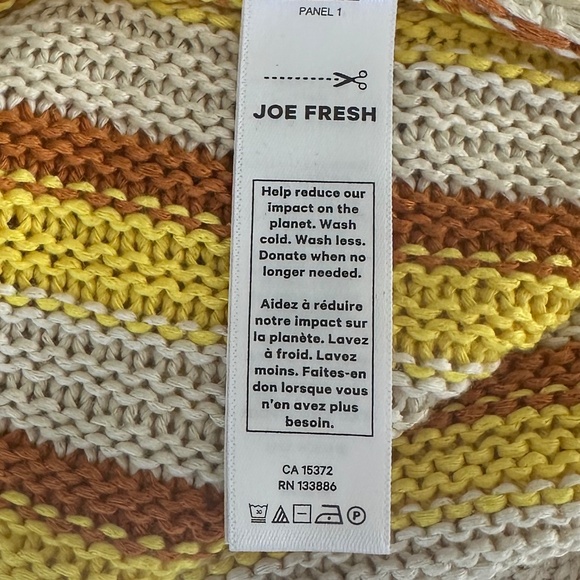 PANEL 1
JOE FRESH
Help reduce our
impact on the
planet. Wash
cold. Wash less.
Donate when no
longer needed.
Aidez à réduire
notre impact sur
la planète. Lavez
à froid. Lavez
moins. Faites-en
don lorsque vous
n'en avez plus
besoin.
CA 15372
RN 133886
30 P